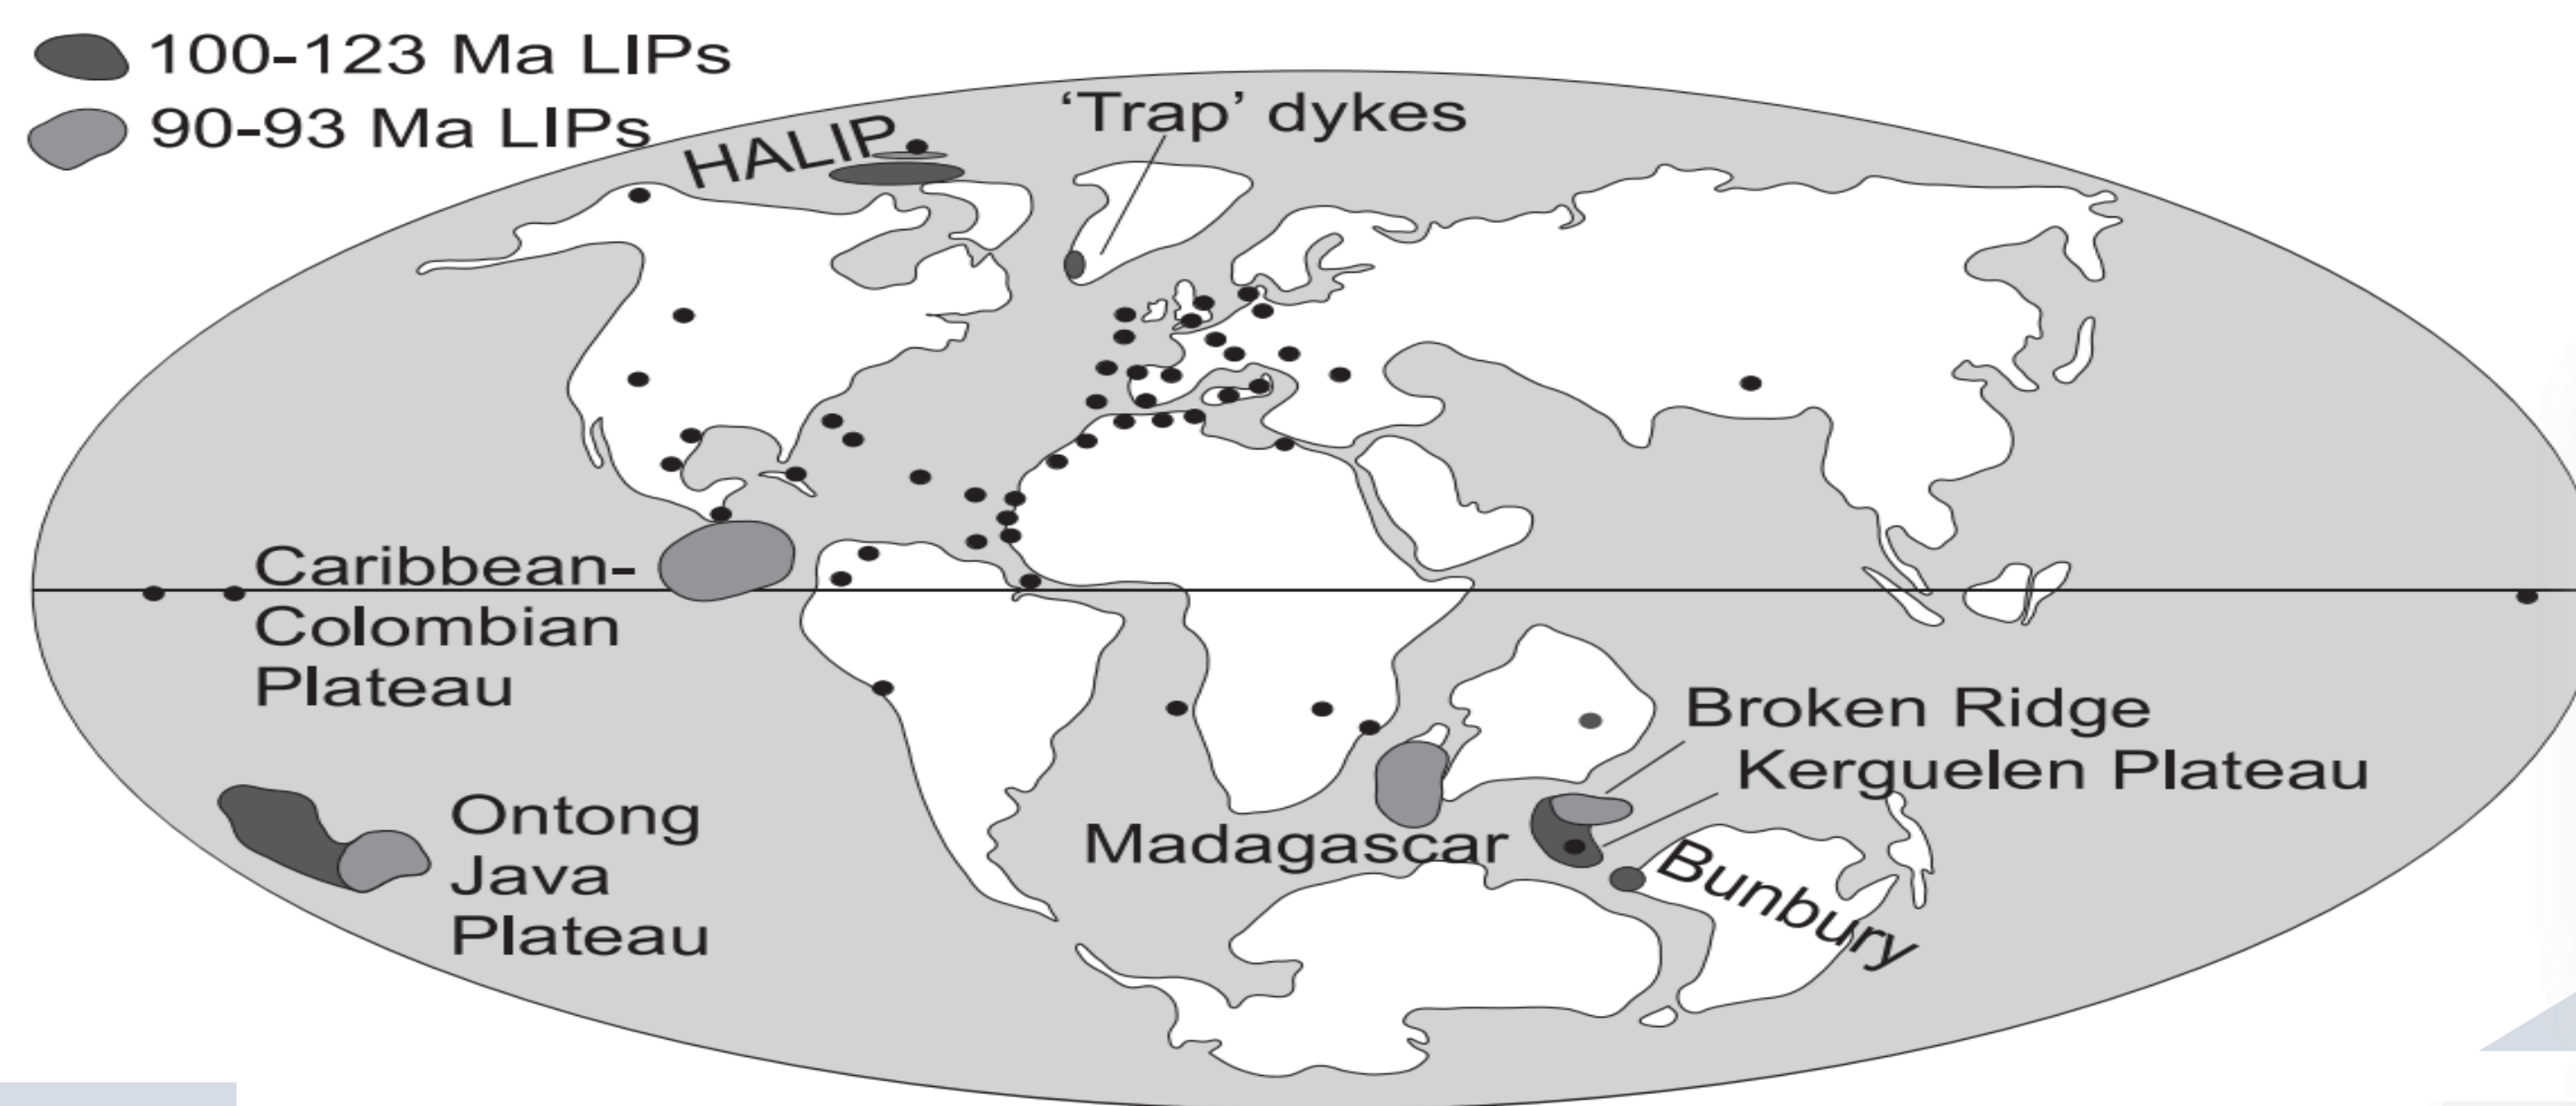 100-123 Ma LIPs
90-93 Ma LIPs
HALIP
‘Trap’ dykes
Caribbean-
Colombian
Plateau
Ontong
Java
Plateau
Madagascar
Broken Ridge
Kerguelen Plateau
Bunbury